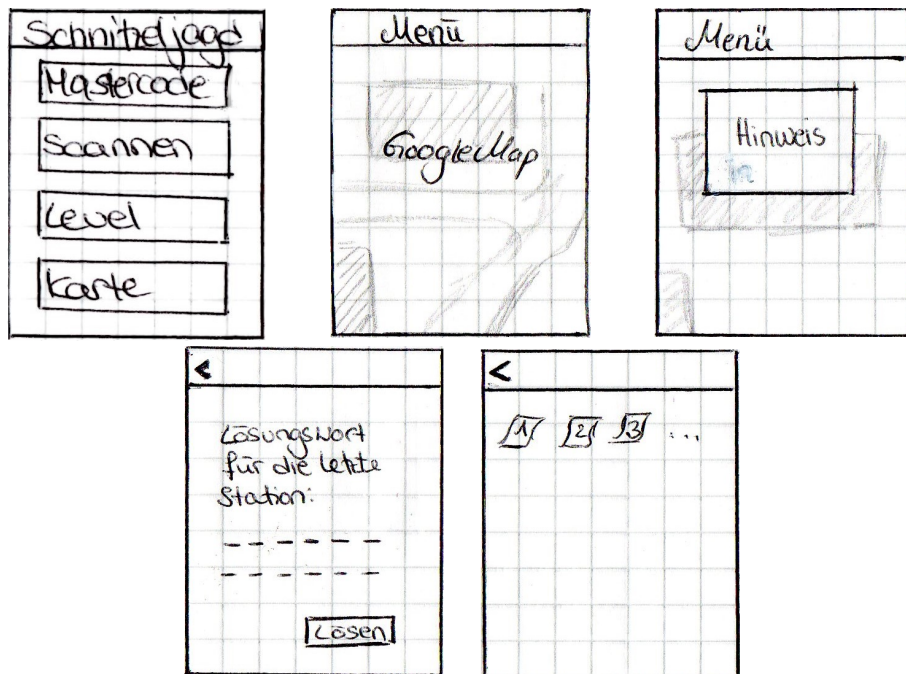 Schnitzeljagd
Mastercode
Scannen
Level
Karte
Menü
GoogleMap
Menü
Hinweis
<
Lösungswort
für die letzte
Station:
Lösen
<
1 2 3 ...